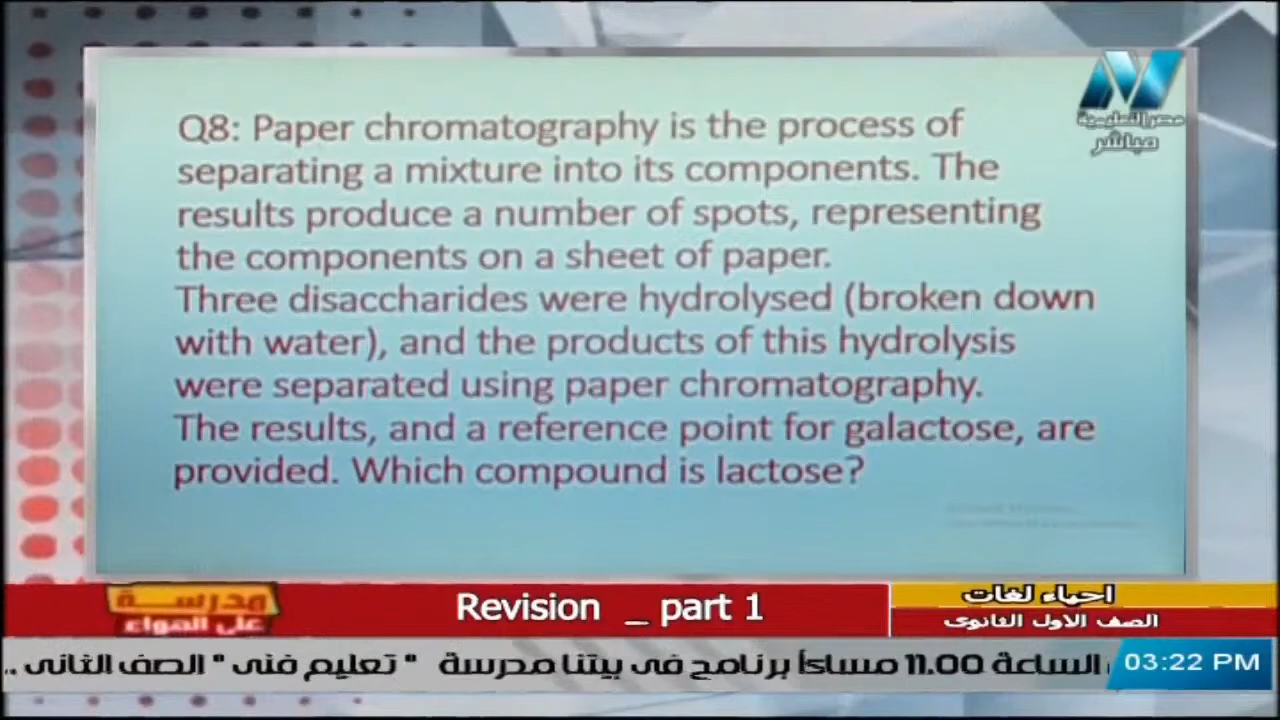 Q8: Paper chromatography is the process of
separating a mixture into its components. The
results produce a number of spots, representing
the components on a sheet of paper.
Three disaccharides were hydrolysed (broken down
with water), and the products of this hydrolysis
were separated using paper chromatography.
The results, and a reference point for galactose, are
provided. Which compound is lactose?
مصر التعليمية
مباشر
مدرسة
على الهواء
Revision _ part 1
احياء لغات
الصف الاول الثانوى
الساعة 11.00 مساءاً برنامج فى بيتنا مدرسة " تعليم فنى " الصف الثانى ..
03:22 PM